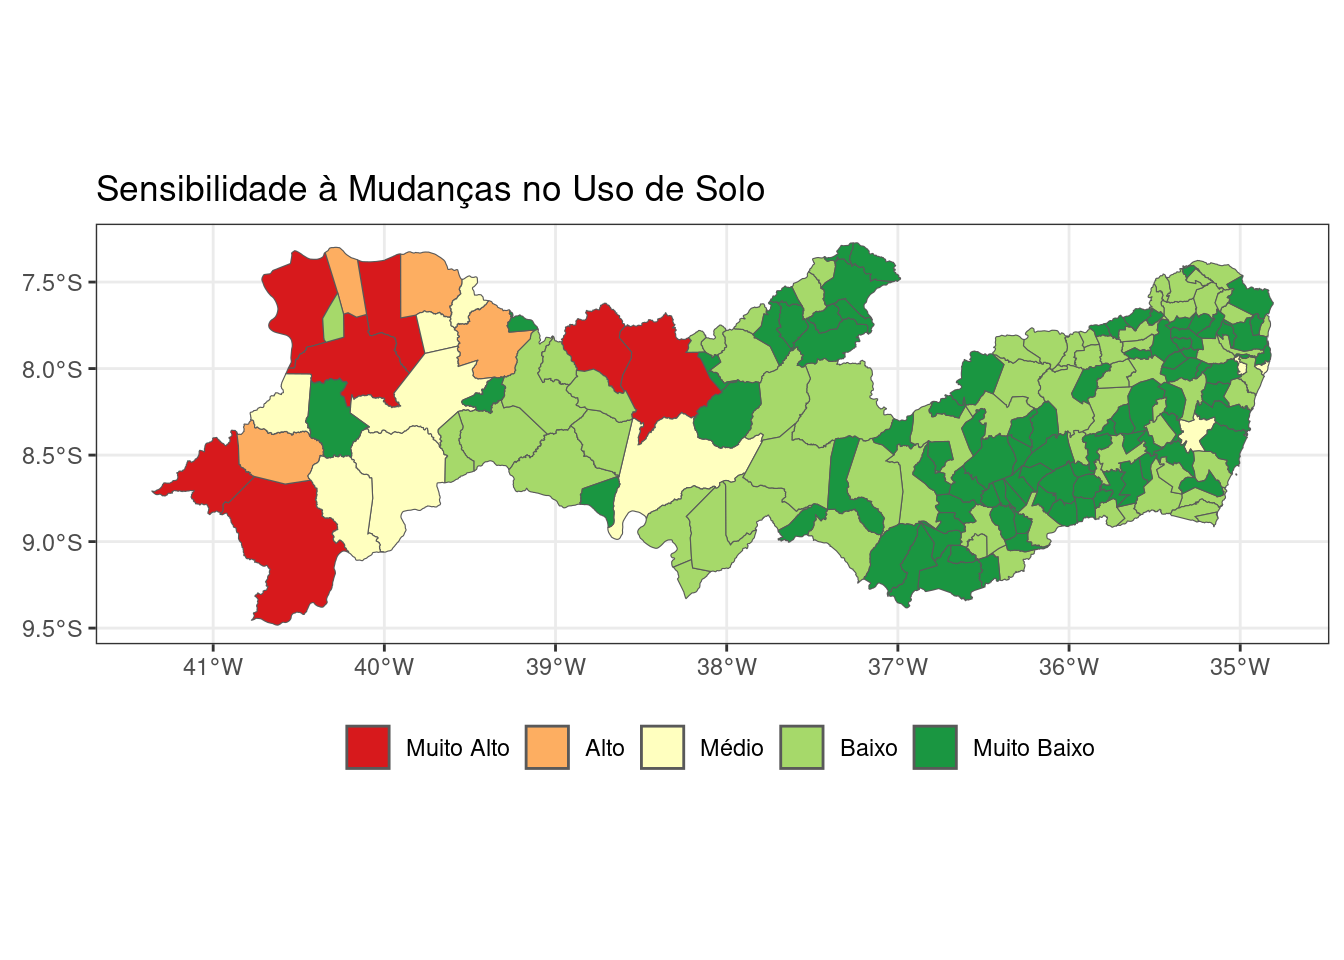 Sensibilidade à Mudanças no Uso de Solo
7.5°S
8.0°S
8.5°S
9.0°S
9.5°S
41°W 40°W 39°W 38°W 37°W 36°W 35°W
Muito Alto Alto Médio Baixo Muito Baixo